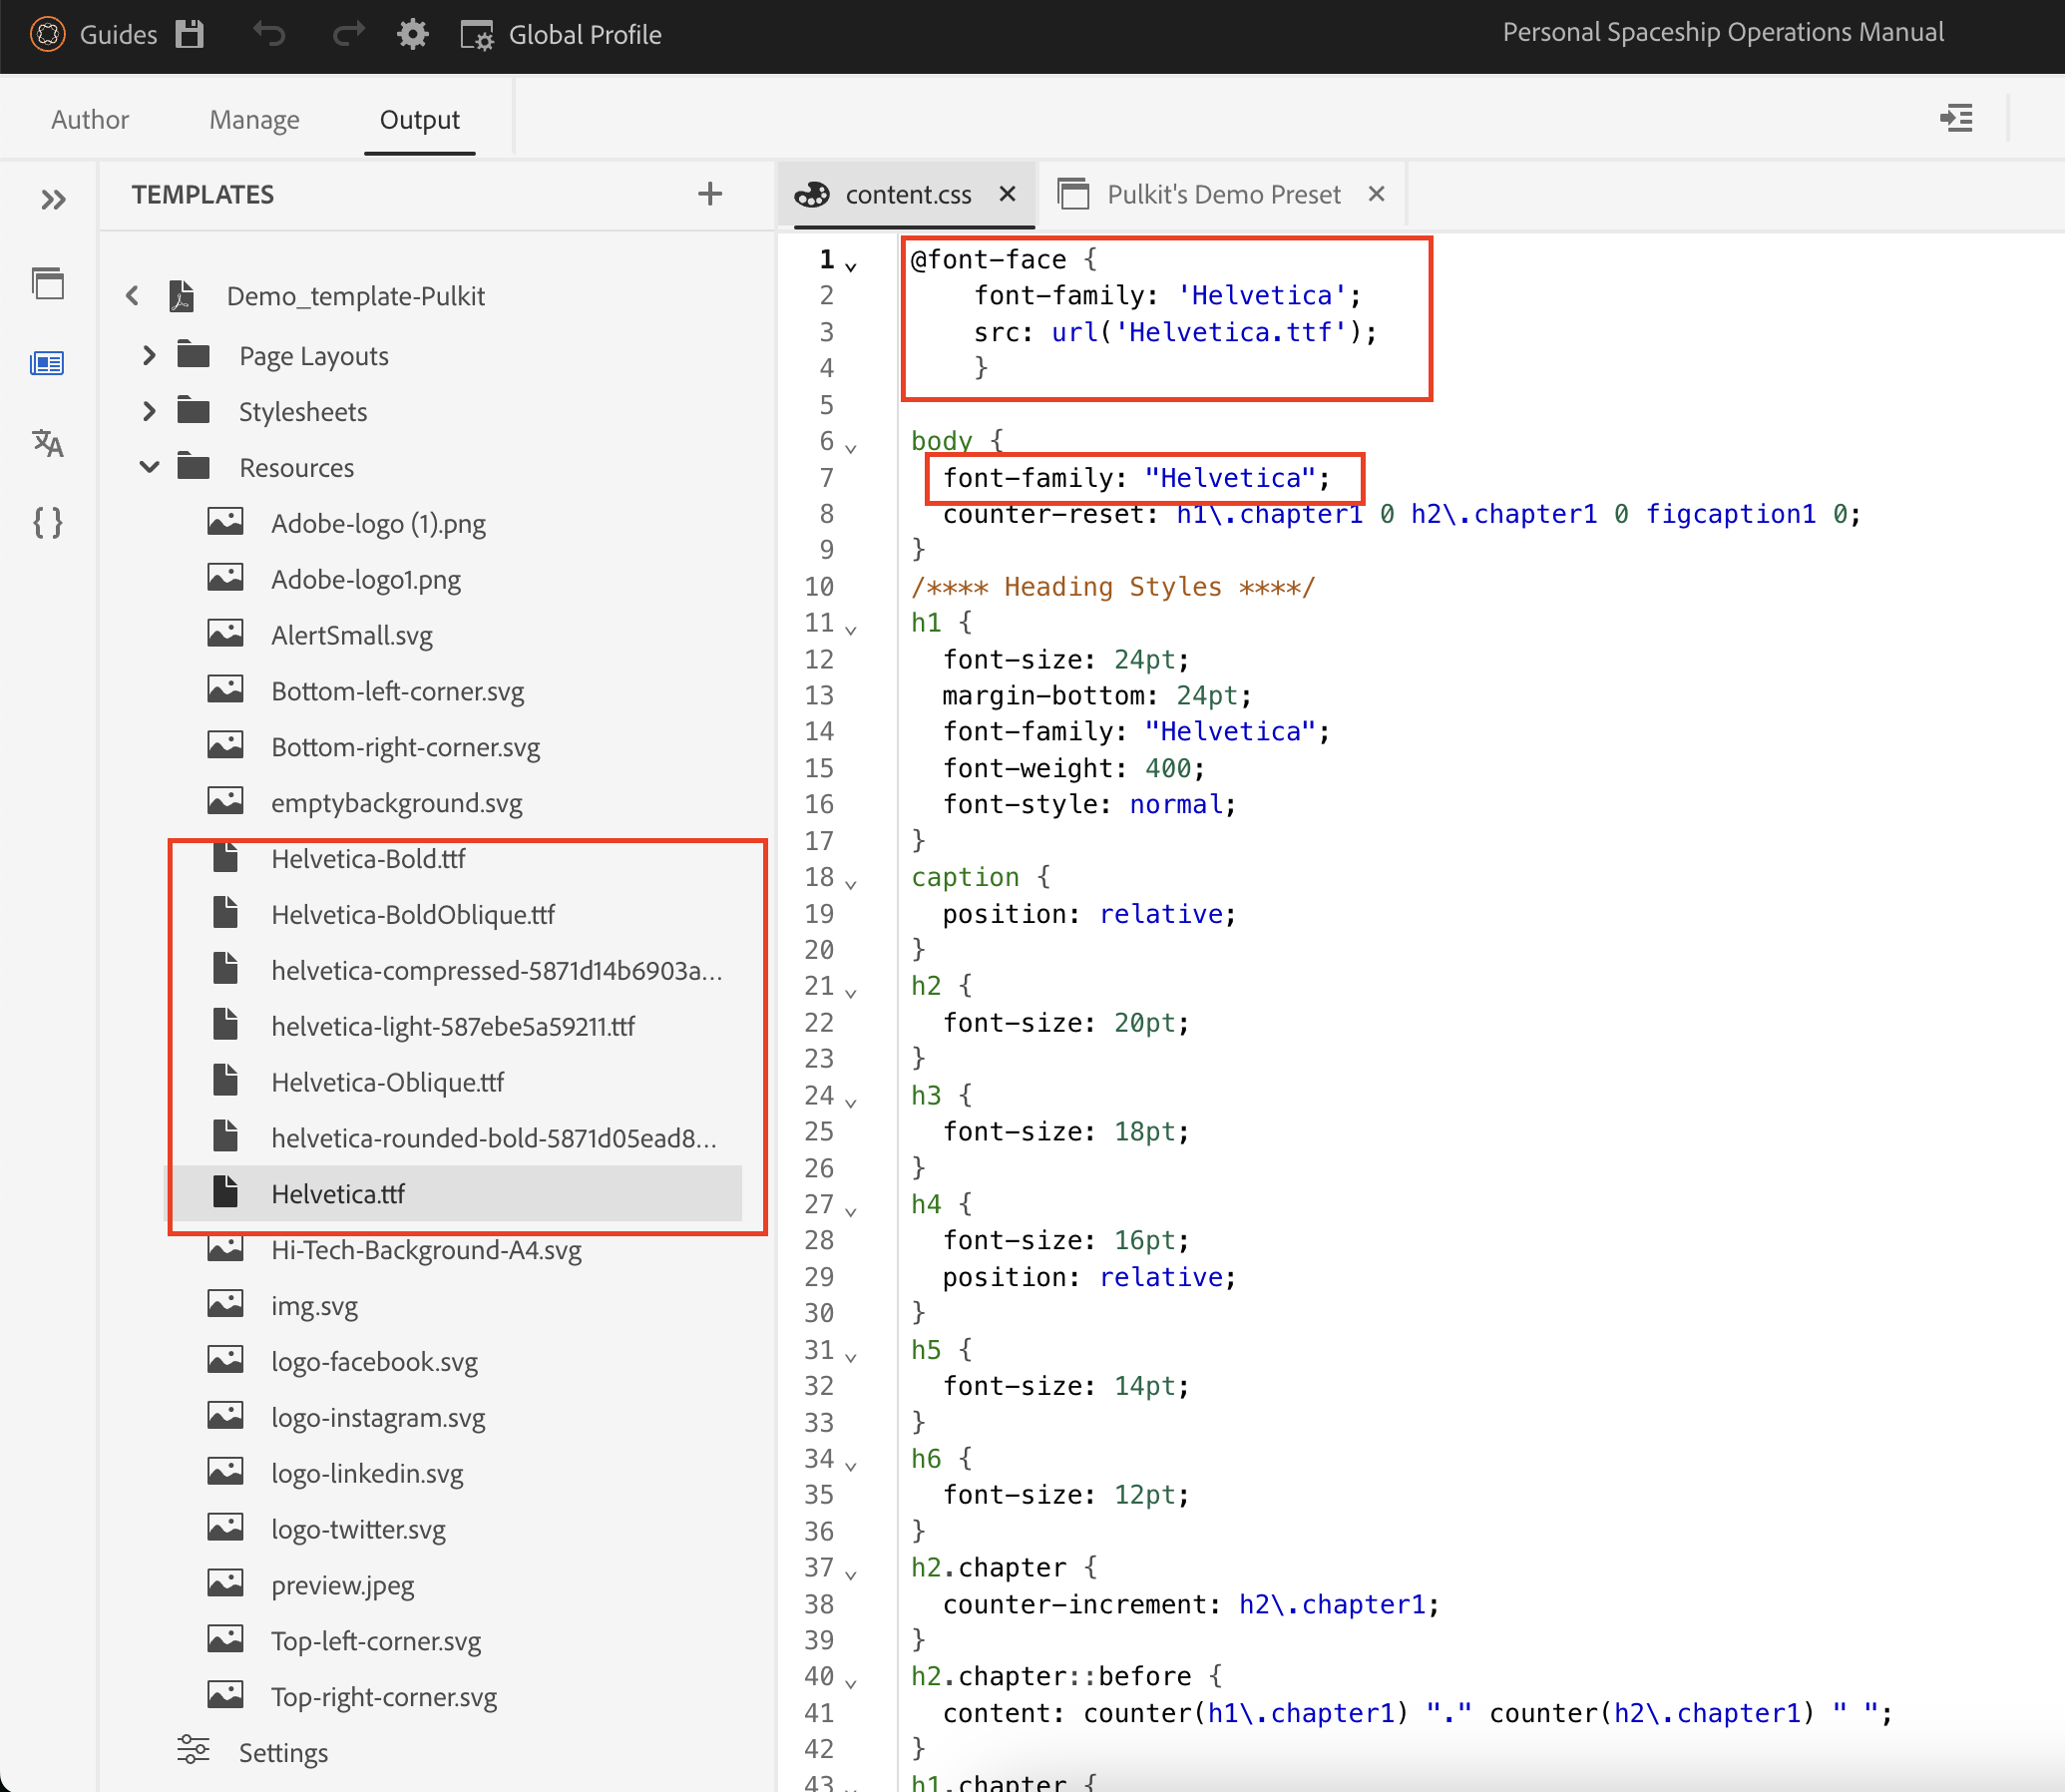 Guides Global Profile Personal Spaceship Operations Manual
Author Manage Output
TEMPLATES
Demo_template-Pulkit
Page Layouts
Stylesheets
Resources
Adobe-logo (1).png
Adobe-logo1.png
AlertSmall.svg
Bottom-left-corner.svg
Bottom-right-corner.svg
emptybackground.svg
Helvetica-Bold.ttf
Helvetica-BoldOblique.ttf
helvetica-compressed-5871d14b6903a...
helvetica-light-587ebe5a59211.ttf
Helvetica-Oblique.ttf
helvetica-rounded-bold-5871d05ead8...
Helvetica.ttf
Hi-Tech-Background-A4.svg
img.svg
logo-facebook.svg
logo-instagram.svg
logo-linkedin.svg
logo-twitter.svg
preview.jpeg
Top-left-corner.svg
Top-right-corner.svg
Settings
content.css Pulkit's Demo Preset
1 @font-face {
2 font-family: 'Helvetica';
3 src: url('Helvetica.ttf');
4 }
5
6 body {
7 font-family: "Helvetica";
8 counter-reset: h1\.chapter1 0 h2\.chapter1 0 figcaption1 0;
9 }
10 /**** Heading Styles ****/
11 h1 {
12 font-size: 24pt;
13 margin-bottom: 24pt;
14 font-family: "Helvetica";
15 font-weight: 400;
16 font-style: normal;
17 }
18 caption {
19 position: relative;
20 }
21 h2 {
22 font-size: 20pt;
23 }
24 h3 {
25 font-size: 18pt;
26 }
27 h4 {
28 font-size: 16pt;
29 position: relative;
30 }
31 h5 {
32 font-size: 14pt;
33 }
34 h6 {
35 font-size: 12pt;
36 }
37 h2.chapter {
38 counter-increment: h2\.chapter1;
39 }
40 h2.chapter::before {
41 content: counter(h1\.chapter1) "." counter(h2\.chapter1) " ";
42 }
43 h1.chapter {